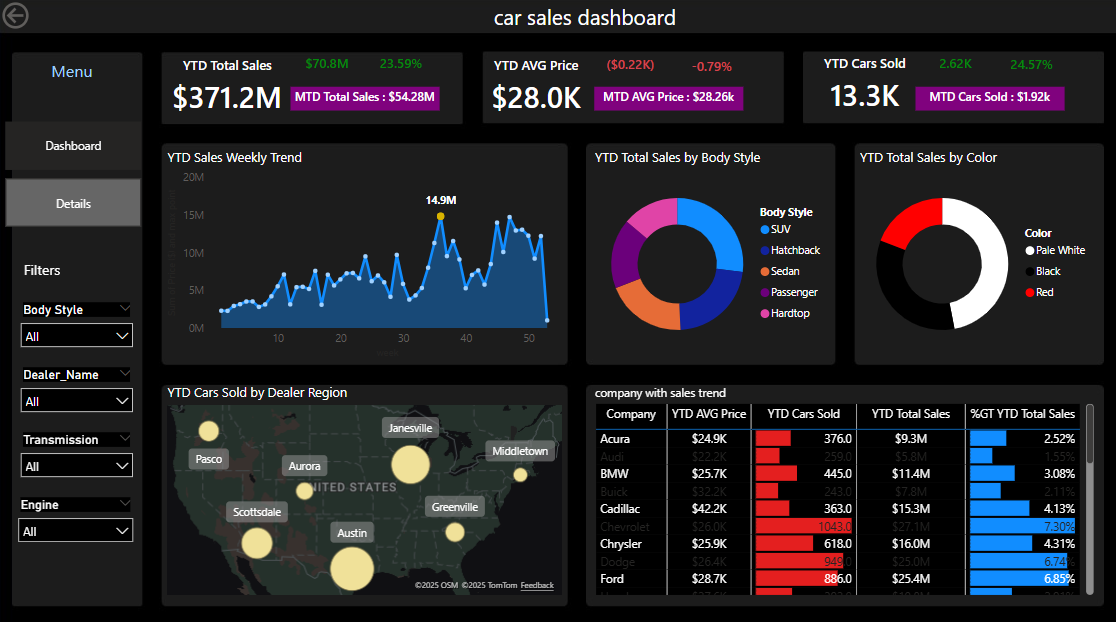 car sales dashboard
Menu
Dashboard
Details
Filters
Body Style
All
Dealer_Name
All
Transmission
All
Engine
All
YTD Total Sales $70.8M 23.59%
$371.2M MTD Total Sales : $54.28M
YTD AVG Price ($0.22K) -0.79%
$28.0K MTD AVG Price : $28.26k
YTD Cars Sold 2.62K 24.57%
13.3K MTD Cars Sold : $1.92k
YTD Sales Weekly Trend
20M
15M
10M
5M
0M
14.9M
10 20 30 40 50
YTD Total Sales by Body Style
Body Style
SUV
Hatchback
Sedan
Passenger
Hardtop
YTD Total Sales by Color
Color
Pale White
Black
Red
YTD Cars Sold by Dealer Region
Janesville
Middletown
Pasco
Aurora
UNITED STATES
Scottsdale
Greenville
Austin
©2025 OSM ©2025 TomTom Feedback
company with sales trend
Company YTD AVG Price YTD Cars Sold YTD Total Sales %GT YTD Total Sales
Acura $24.9K 376.0 $9.3M 2.52%
Audi $22.2K 259.0 $5.8M 1.55%
BMW $25.7K 445.0 $11.4M 3.08%
Buick $32.2K 243.0 $7.8M 2.11%
Cadillac $42.2K 363.0 $15.3M 4.13%
Chevrolet $26.0K 1043.0 $27.1M 7.30%
Chrysler $25.9K 618.0 $16.0M 4.31%
Dodge $26.4K 949.0 $25.0M 6.74%
Ford $28.7K 886.0 $25.4M 6.85%